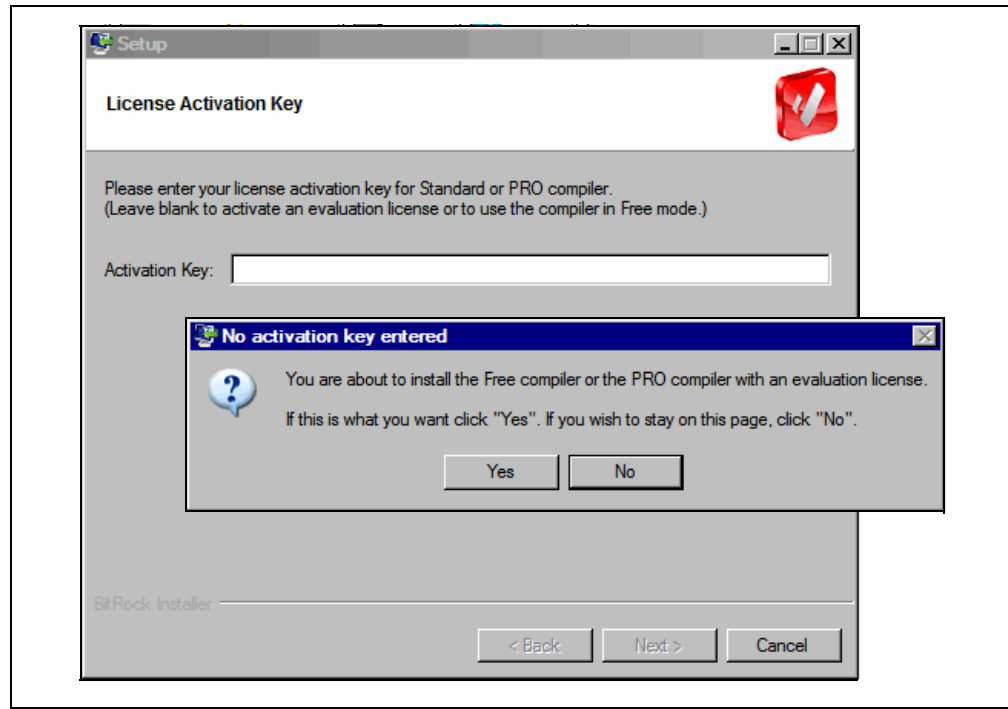 Setup
License Activation Key
Please enter your license activation key for Standard or PRO compiler.
(Leave blank to activate an evaluation license or to use the compiler in Free mode.)
Activation Key:
No activation key entered
You are about to install the Free compiler or the PRO compiler with an evaluation license.
If this is what you want click "Yes". If you wish to stay on this page, click "No".
Yes No
BitRock Installer
< Back Next > Cancel